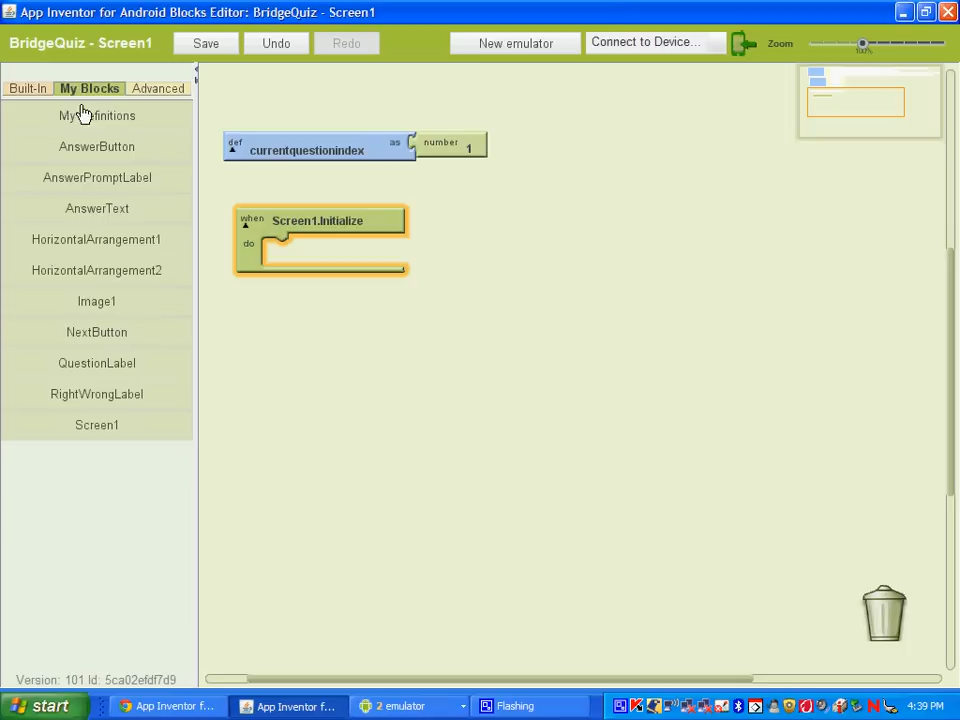 App Inventor for Android Blocks Editor: BridgeQuiz - Screen1
BridgeQuiz - Screen1
Save
Undo
Redo
New emulator
Connect to Device...
Zoom
100%
Built-In
My Blocks
Advanced
AnswerButton
AnswerPromptLabel
AnswerText
HorizontalArrangement1
HorizontalArrangement2
Image1
NextButton
QuestionLabel
RightWrongLabel
Screen1
def
currentquestionindex
as
number
1
when
Screen1.Initialize
do
Version: 101 Id: 5ca02efdf7d9
start
App Inventor f...
App Inventor f...
2 emulator
Flashing
4:39 PM